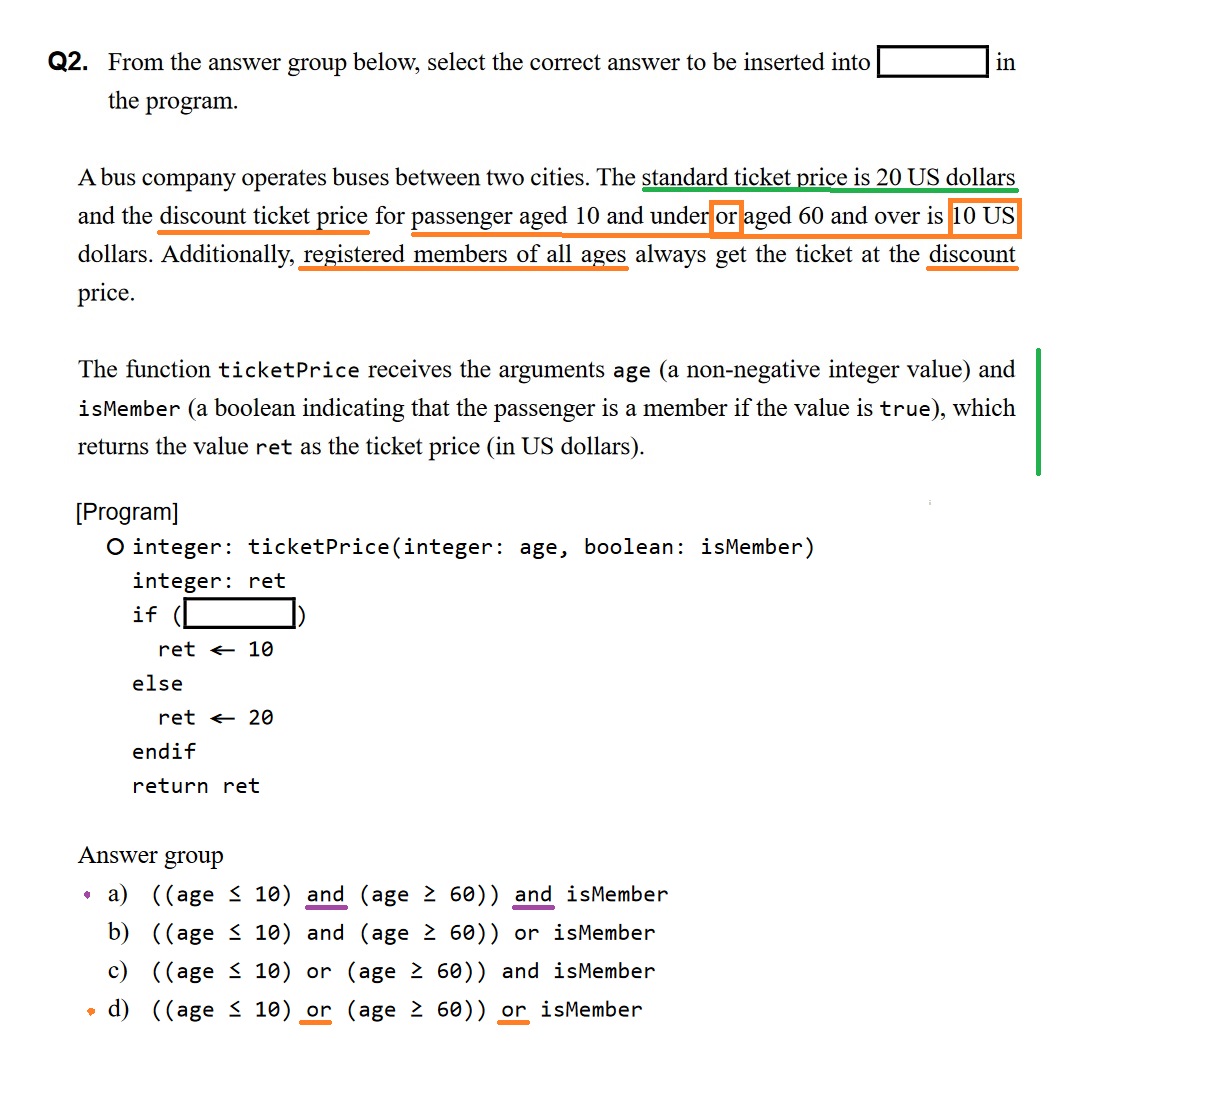 Q2. From the answer group below, select the correct answer to be inserted into in
the program.
A bus company operates buses between two cities. The standard ticket price is 20 US dollars
and the discount ticket price for passenger aged 10 and under or aged 60 and over is 10 US
dollars. Additionally, registered members of all ages always get the ticket at the discount
price.
The function ticketPrice receives the arguments age (a non-negative integer value) and
isMember (a boolean indicating that the passenger is a member if the value is true), which
returns the value ret as the ticket price (in US dollars).
[Program]
○ integer: ticketPrice(integer: age, boolean: isMember)
integer: ret
if ( )
ret ← 10
else
ret ← 20
endif
return ret
Answer group
a) ((age ≤ 10) and (age ≥ 60)) and isMember
b) ((age ≤ 10) and (age ≥ 60)) or isMember
c) ((age ≤ 10) or (age ≥ 60)) and isMember
d) ((age ≤ 10) or (age ≥ 60)) or isMember